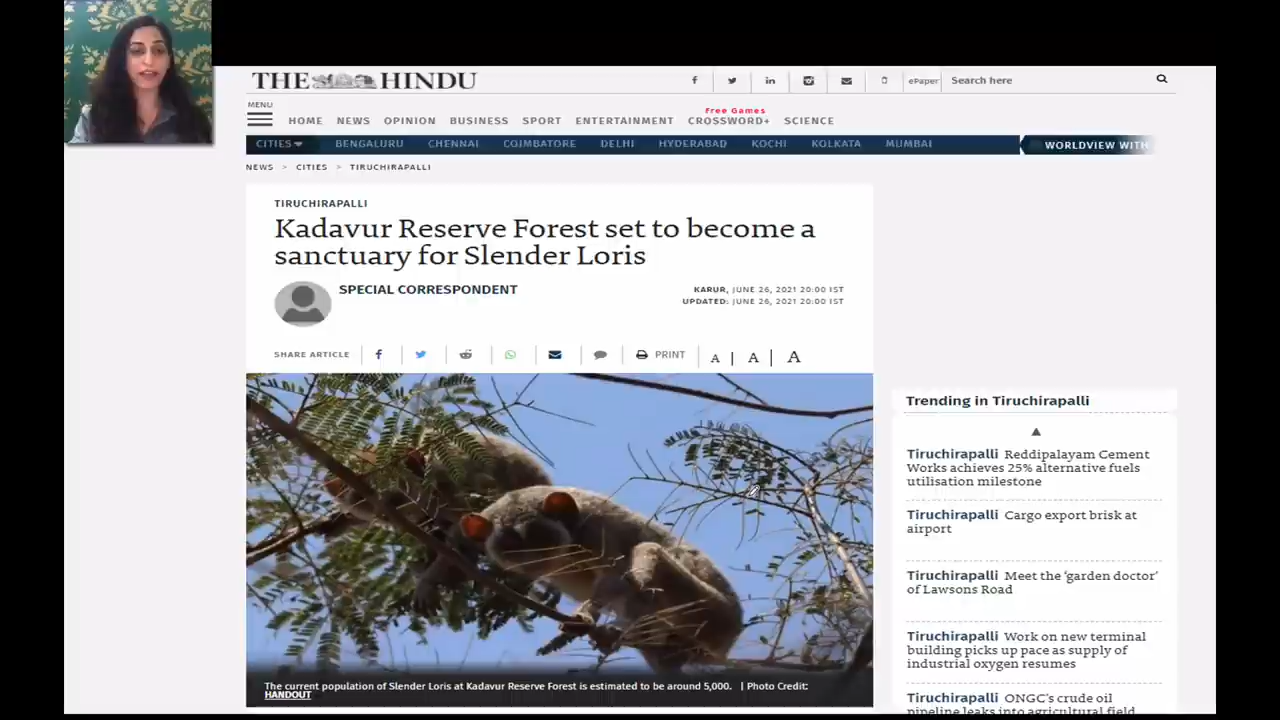 THE HINDU
ePaper
Search here
MENU
HOME
NEWS
OPINION
BUSINESS
SPORT
ENTERTAINMENT
Free Games
CROSSWORD+
SCIENCE
CITIES
BENGALURU
CHENNAI
COIMBATORE
DELHI
HYDERABAD
KOCHI
KOLKATA
MUMBAI
WORLDVIEW WITH
NEWS > CITIES > TIRUCHIRAPALLI
TIRUCHIRAPALLI
Kadavur Reserve Forest set to become a
sanctuary for Slender Loris
SPECIAL CORRESPONDENT
KARUR, JUNE 26, 2021 20:00 IST
UPDATED: JUNE 26, 2021 20:00 IST
SHARE ARTICLE
PRINT
A | A | A
The current population of Slender Loris at Kadavur Reserve Forest is estimated to be around 5,000. | Photo Credit:
HANDOUT
Trending in Tiruchirapalli
Tiruchirapalli Reddipalayam Cement
Works achieves 25% alternative fuels
utilisation milestone
Tiruchirapalli Cargo export brisk at
airport
Tiruchirapalli Meet the ‘garden doctor’
of Lawsons Road
Tiruchirapalli Work on new terminal
building picks up pace as supply of
industrial oxygen resumes
Tiruchirapalli ONGC’s crude oil
pipeline leaks into agricultural field